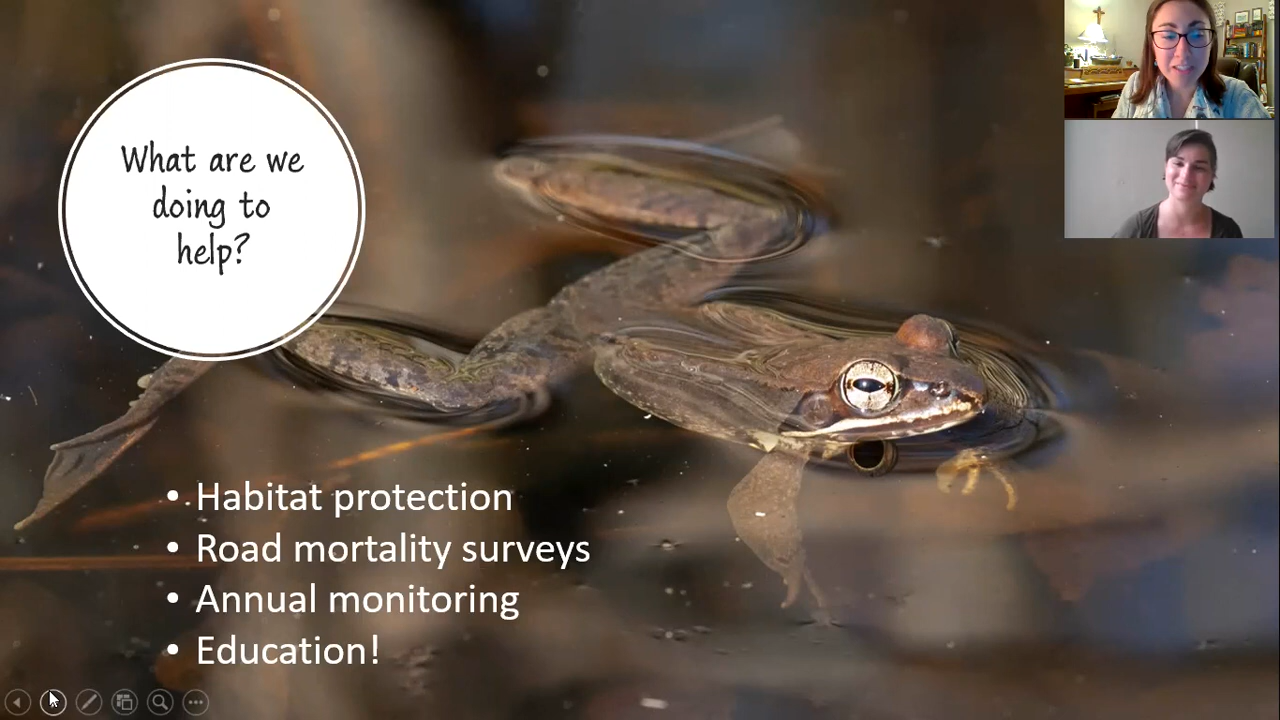 What are we
doing to
help?
• Habitat protection
• Road mortality surveys
• Annual monitoring
• Education!